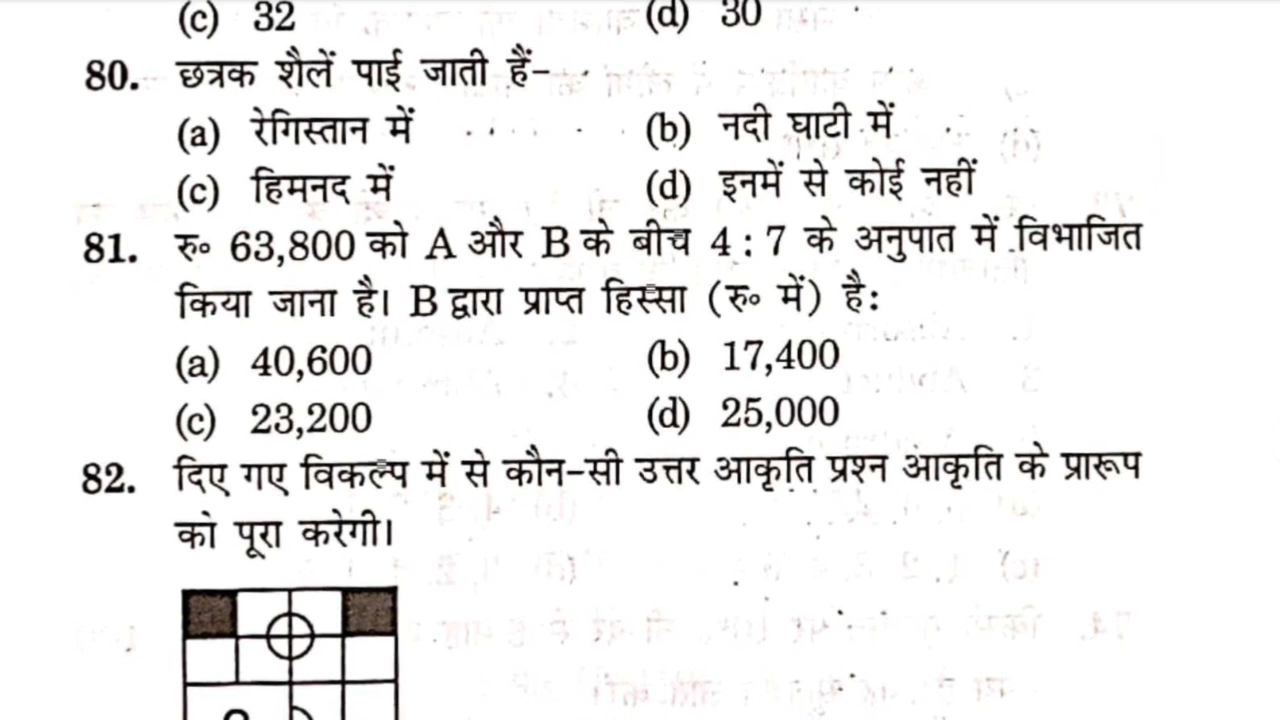 (c) 32 (d) 30
80. छत्रक शैलें पाई जाती हैं-
(a) रेगिस्तान में (b) नदी घाटी में
(c) हिमनद में (d) इनमें से कोई नहीं
81. रु० 63,800 को A और B के बीच 4 : 7 के अनुपात में विभाजित
किया जाना है। B द्वारा प्राप्त हिस्सा (रु० में) है:
(a) 40,600 (b) 17,400
(c) 23,200 (d) 25,000
82. दिए गए विकल्प में से कौन-सी उत्तर आकृति प्रश्न आकृति के प्रारूप
को पूरा करेगी।